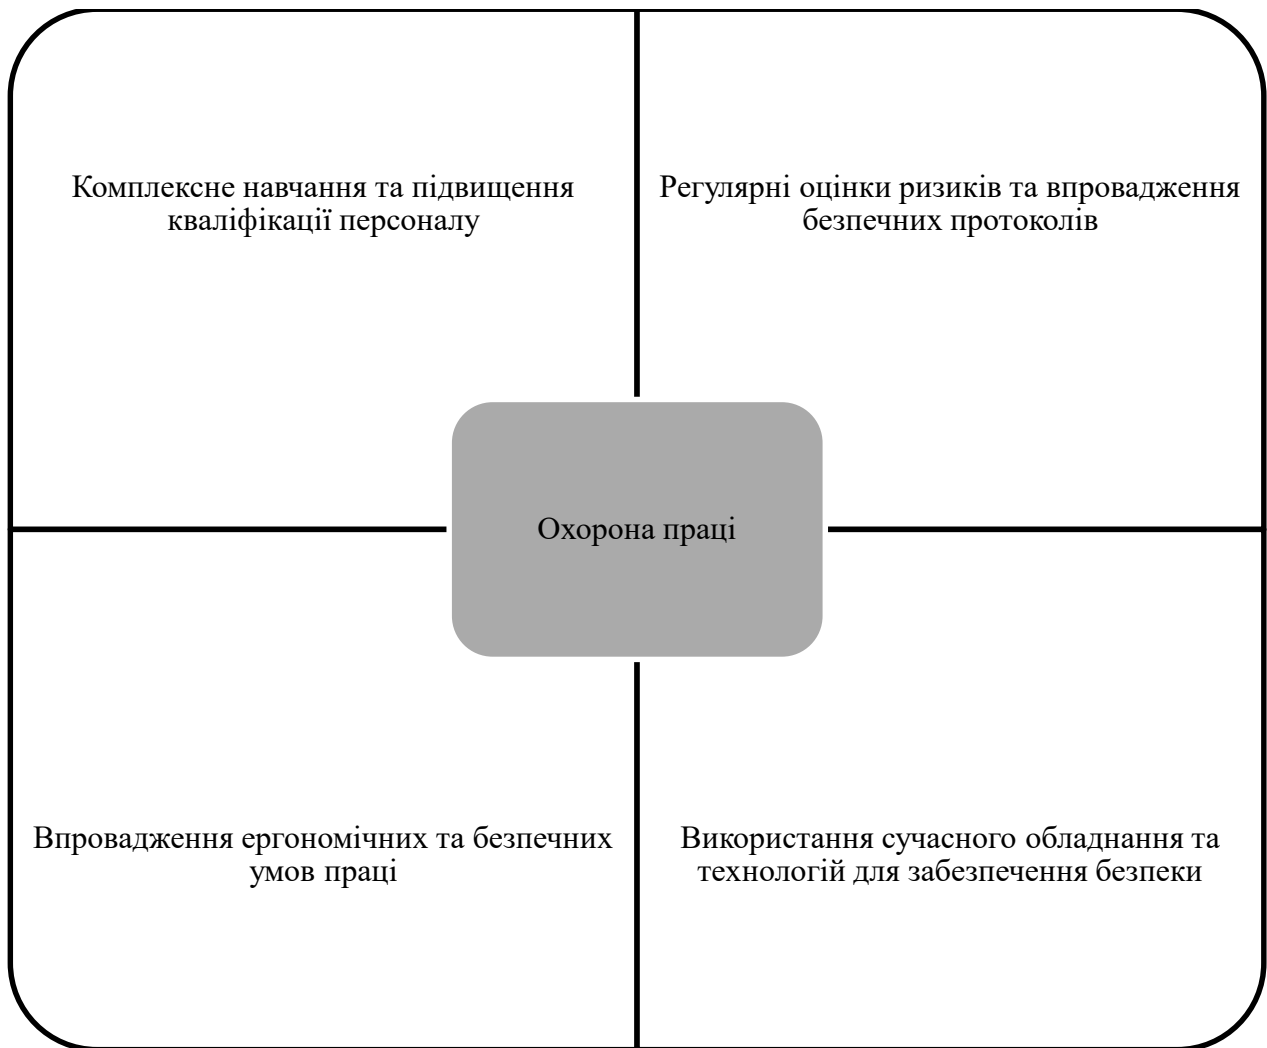 Комплексне навчання та підвищення
кваліфікації персоналу
Регулярні оцінки ризиків та впровадження
безпечних протоколів
Охорона праці
Впровадження ергономічних та безпечних
умов праці
Використання сучасного обладнання та
технологій для забезпечення безпеки